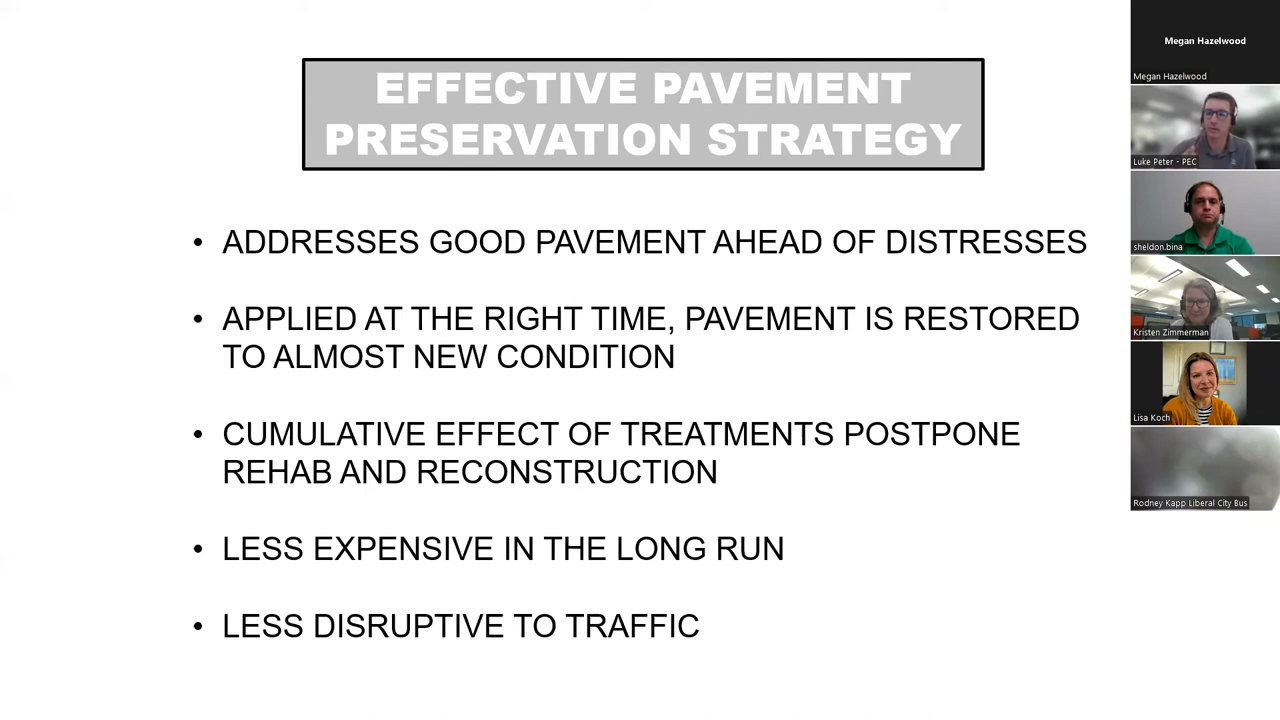 EFFECTIVE PAVEMENT
PRESERVATION STRATEGY
• ADDRESSES GOOD PAVEMENT AHEAD OF DISTRESSES
• APPLIED AT THE RIGHT TIME, PAVEMENT IS RESTORED
TO ALMOST NEW CONDITION
• CUMULATIVE EFFECT OF TREATMENTS POSTPONE
REHAB AND RECONSTRUCTION
• LESS EXPENSIVE IN THE LONG RUN
• LESS DISRUPTIVE TO TRAFFIC
Megan Hazelwood
Megan Hazelwood
Luke Peter - PEC
sheldon.bina
Kristen Zimmerman
Lisa Koch
Rodney Kapp Liberal City Bus